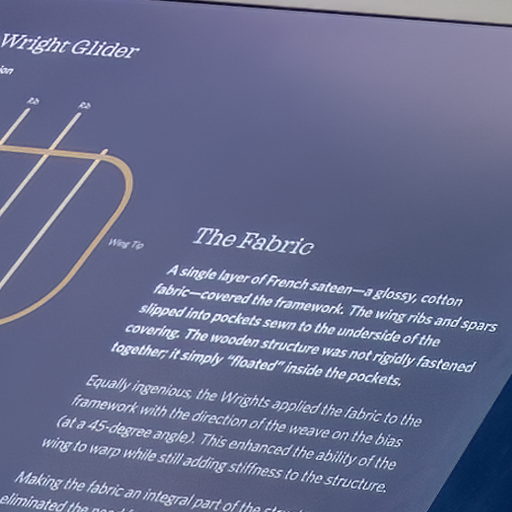 Wright Glider
ion
Rib
Rib
Wing Tip
The Fabric
A single layer of French sateen—a glossy, cotton
fabric—covered the framework. The wing ribs and spars
slipped into pockets sewn to the underside of the
covering. The wooden structure was not rigidly fastened
together; it simply “floated” inside the pockets.
Equally ingenious, the Wrights applied the fabric to the
framework with the direction of the weave on the bias
(at a 45-degree angle). This enhanced the ability of the
wing to warp while still adding stiffness to the structure.
Making the fabric an integral part of the
eliminated the